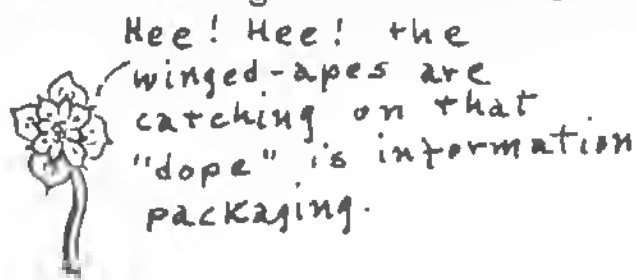 Hee! Hee! the
winged-apes are
catching on that
"dope" is information
packaging.